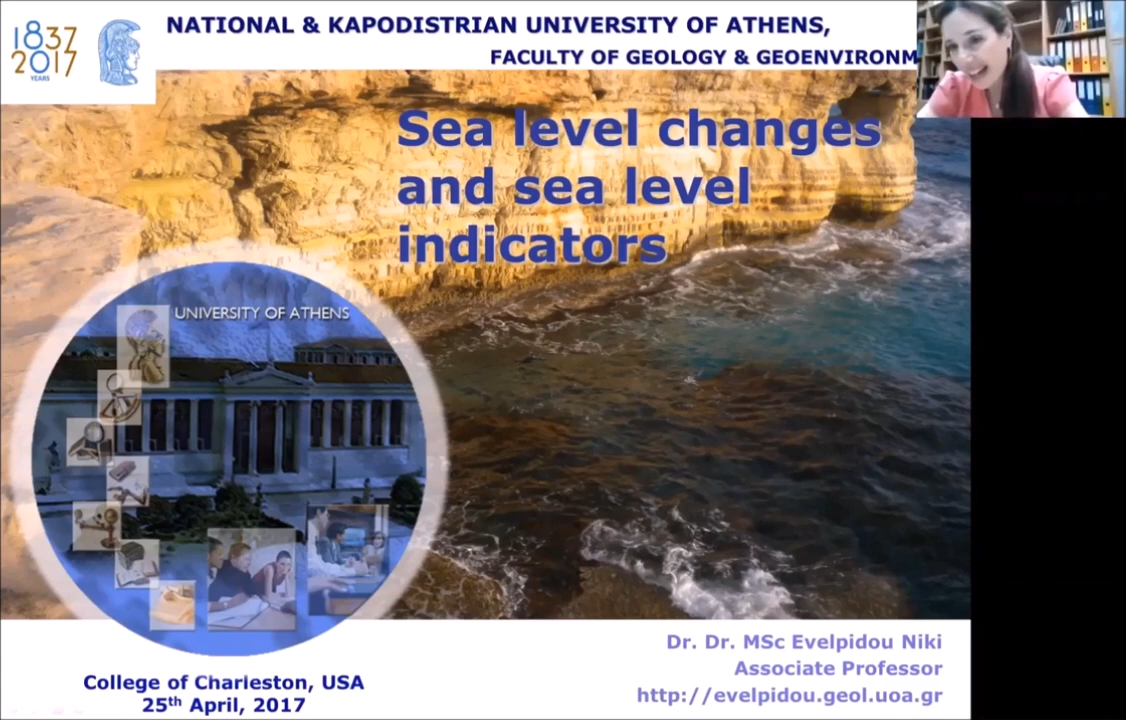 1837
2017
YEARS
NATIONAL & KAPODISTRIAN UNIVERSITY OF ATHENS,
FACULTY OF GEOLOGY & GEOENVIRONM
Sea level changes
and sea level
indicators
UNIVERSITY OF ATHENS
Dr. Dr. MSc Evelpidou Niki
Associate Professor
http://evelpidou.geol.uoa.gr
College of Charleston, USA
25th April, 2017